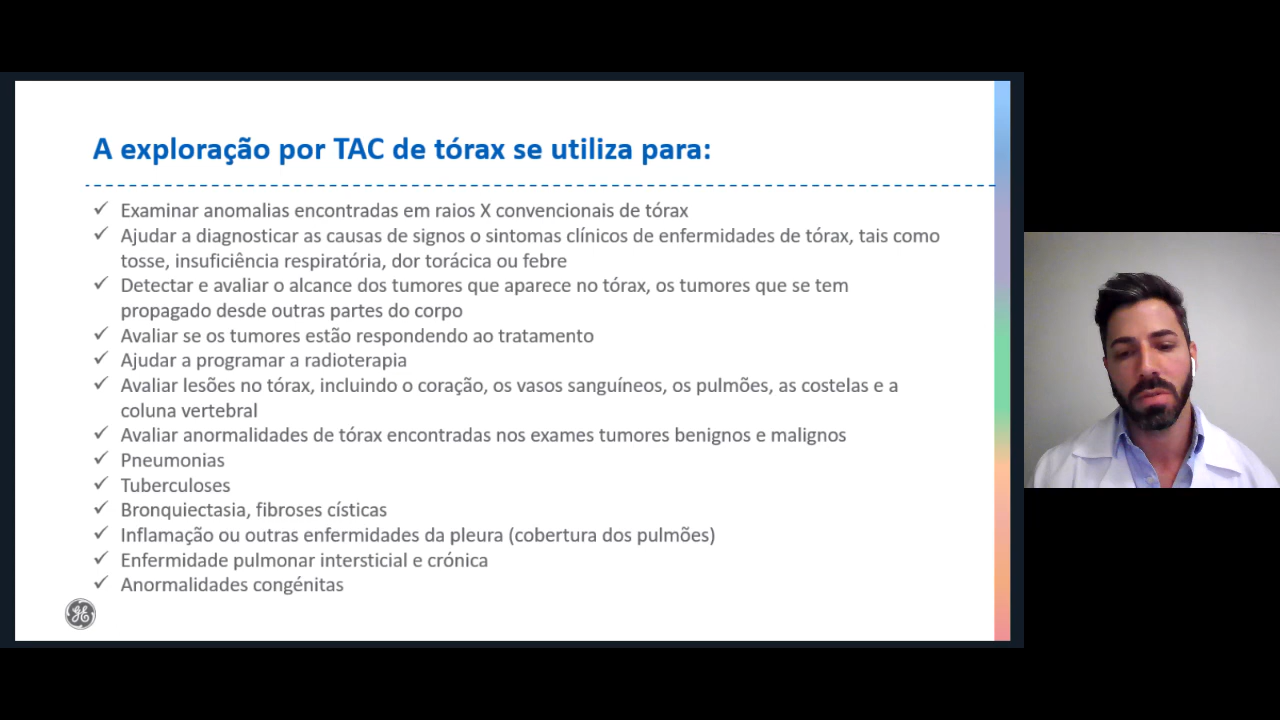 A exploração por TAC de tórax se utiliza para:
✓ Examinar anomalias encontradas em raios X convencionais de tórax
✓ Ajudar a diagnosticar as causas de signos o sintomas clínicos de enfermidades de tórax, tais como
tosse, insuficiência respiratória, dor torácica ou febre
✓ Detectar e avaliar o alcance dos tumores que aparece no tórax, os tumores que se tem
propagado desde outras partes do corpo
✓ Avaliar se os tumores estão respondendo ao tratamento
✓ Ajudar a programar a radioterapia
✓ Avaliar lesões no tórax, incluindo o coração, os vasos sanguíneos, os pulmões, as costelas e a
coluna vertebral
✓ Avaliar anormalidades de tórax encontradas nos exames tumores benignos e malignos
✓ Pneumonias
✓ Tuberculoses
✓ Bronquiectasia, fibroses císticas
✓ Inflamação ou outras enfermidades da pleura (cobertura dos pulmões)
✓ Enfermidade pulmonar intersticial e crónica
✓ Anormalidades congénitas
GE